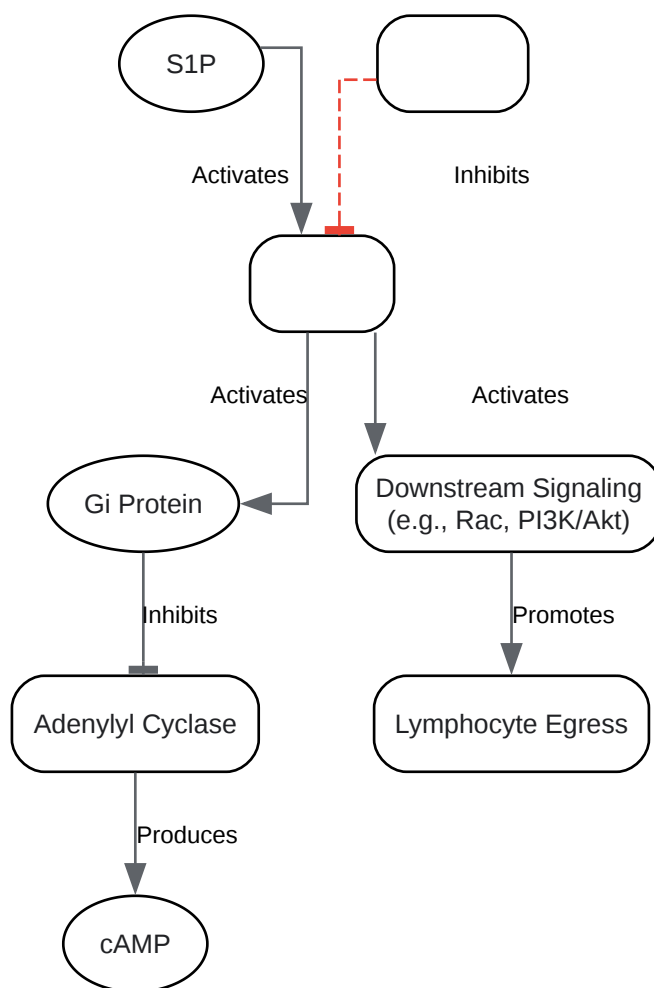 S1P
Activates
Inhibits
Activates
Activates
Gi Protein
Downstream Signaling
(e.g., Rac, PI3K/Akt)
Inhibits
Promotes
Adenylyl Cyclase
Lymphocyte Egress
Produces
cAMP